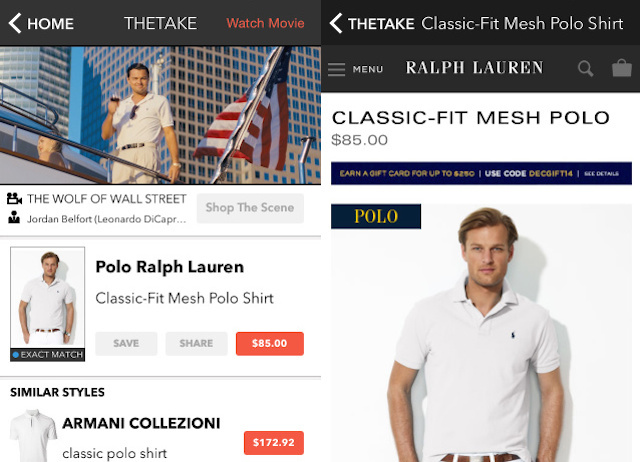 HOME
THETAKE
Watch Movie
THE WOLF OF WALL STREET
Jordan Belfort (Leonardo DiCapr...
Shop The Scene
Polo Ralph Lauren
Classic-Fit Mesh Polo Shirt
EXACT MATCH
SAVE
SHARE
$85.00
SIMILAR STYLES
ARMANI COLLEZIONI
classic polo shirt
$172.92
THETAKE
Classic-Fit Mesh Polo Shirt
MENU
RALPH LAUREN
CLASSIC-FIT MESH POLO
$85.00
EARN A GIFT CARD FOR UP TO $250 | USE CODE DECGIFT14 | SEE DETAILS
POLO